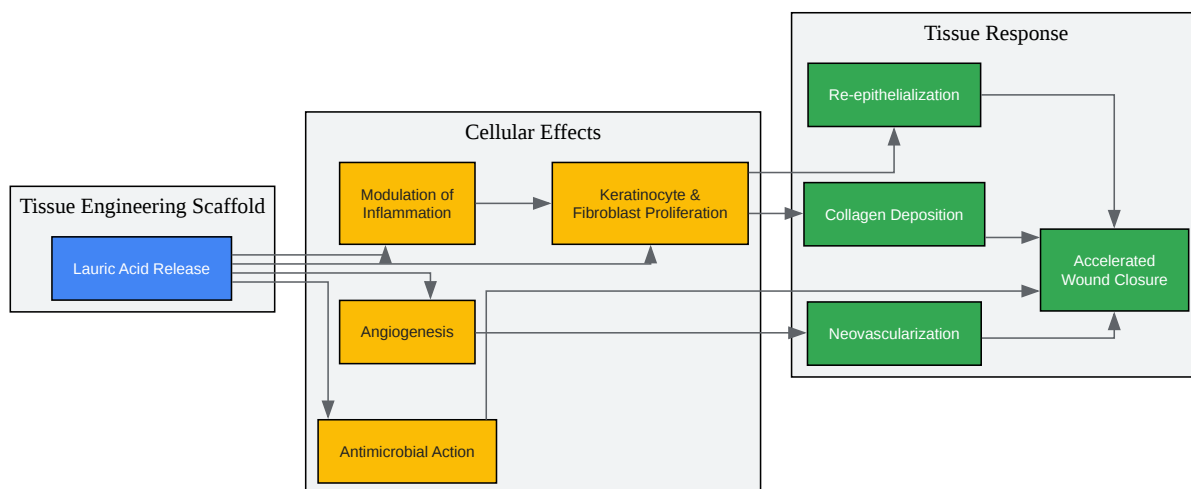 Tissue Engineering Scaffold
Lauric Acid Release
Cellular Effects
Modulation of
Inflammation
Keratinocyte &
Fibroblast Proliferation
Angiogenesis
Antimicrobial Action
Tissue Response
Re-epithelialization
Collagen Deposition
Neovascularization
Accelerated
Wound Closure